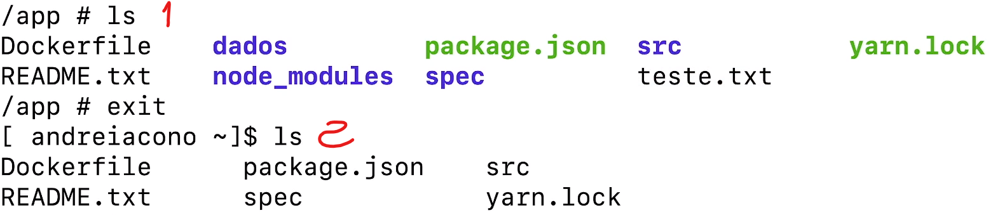 /app # ls 1
Dockerfile dados package.json src yarn.lock
README.txt node_modules spec teste.txt
/app # exit
[ andreiacono ~]$ ls 2
Dockerfile package.json src
README.txt spec yarn.lock